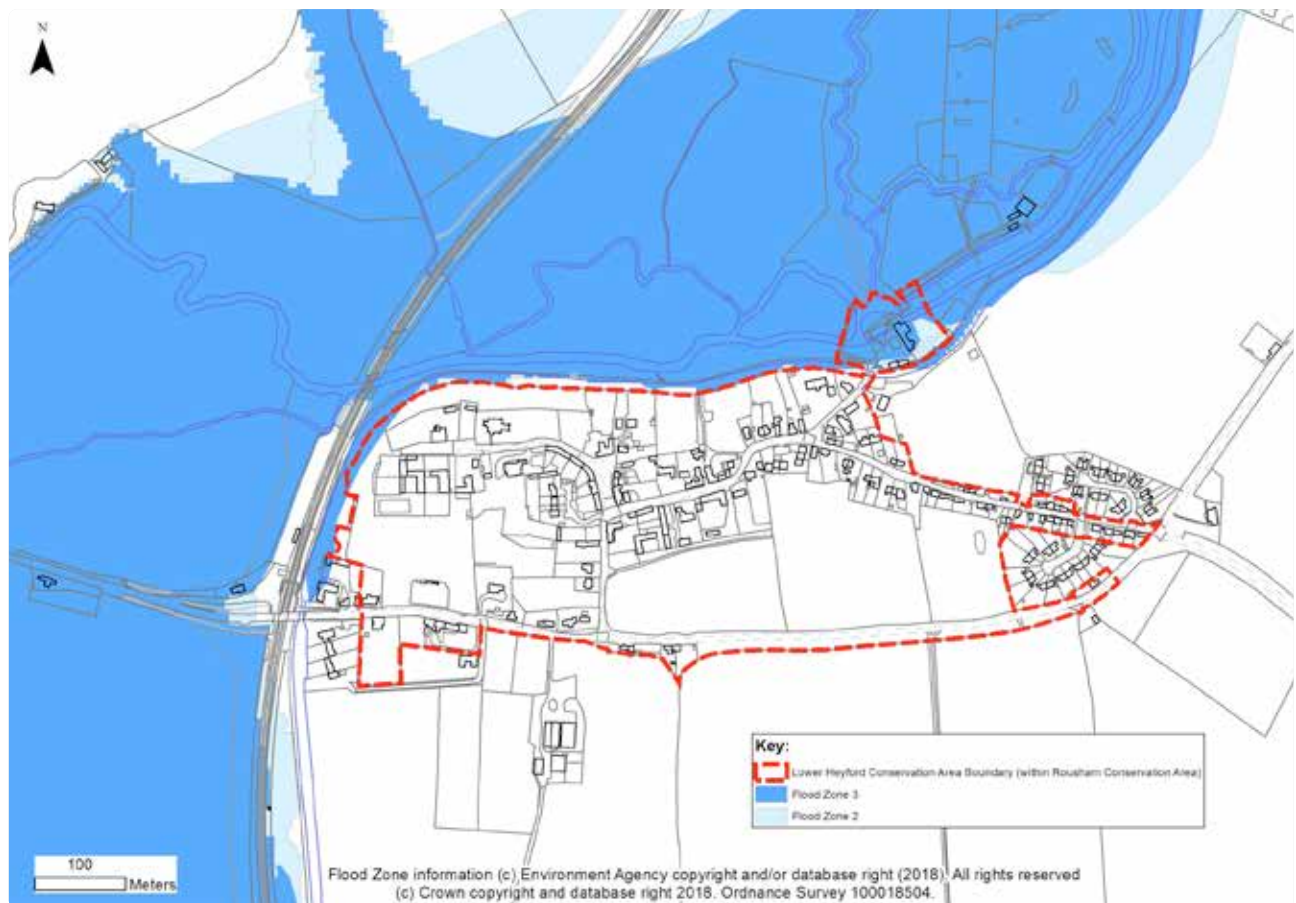 N
Key:
Lower Heyford Conservation Area Boundary (within Rousham Conservation Area)
Flood Zone 3
Flood Zone 2
100
Meters
Flood Zone information (c) Environment Agency copyright and/or database right (2018). All rights reserved
(c) Crown copyright and database right 2018. Ordnance Survey 100018504.